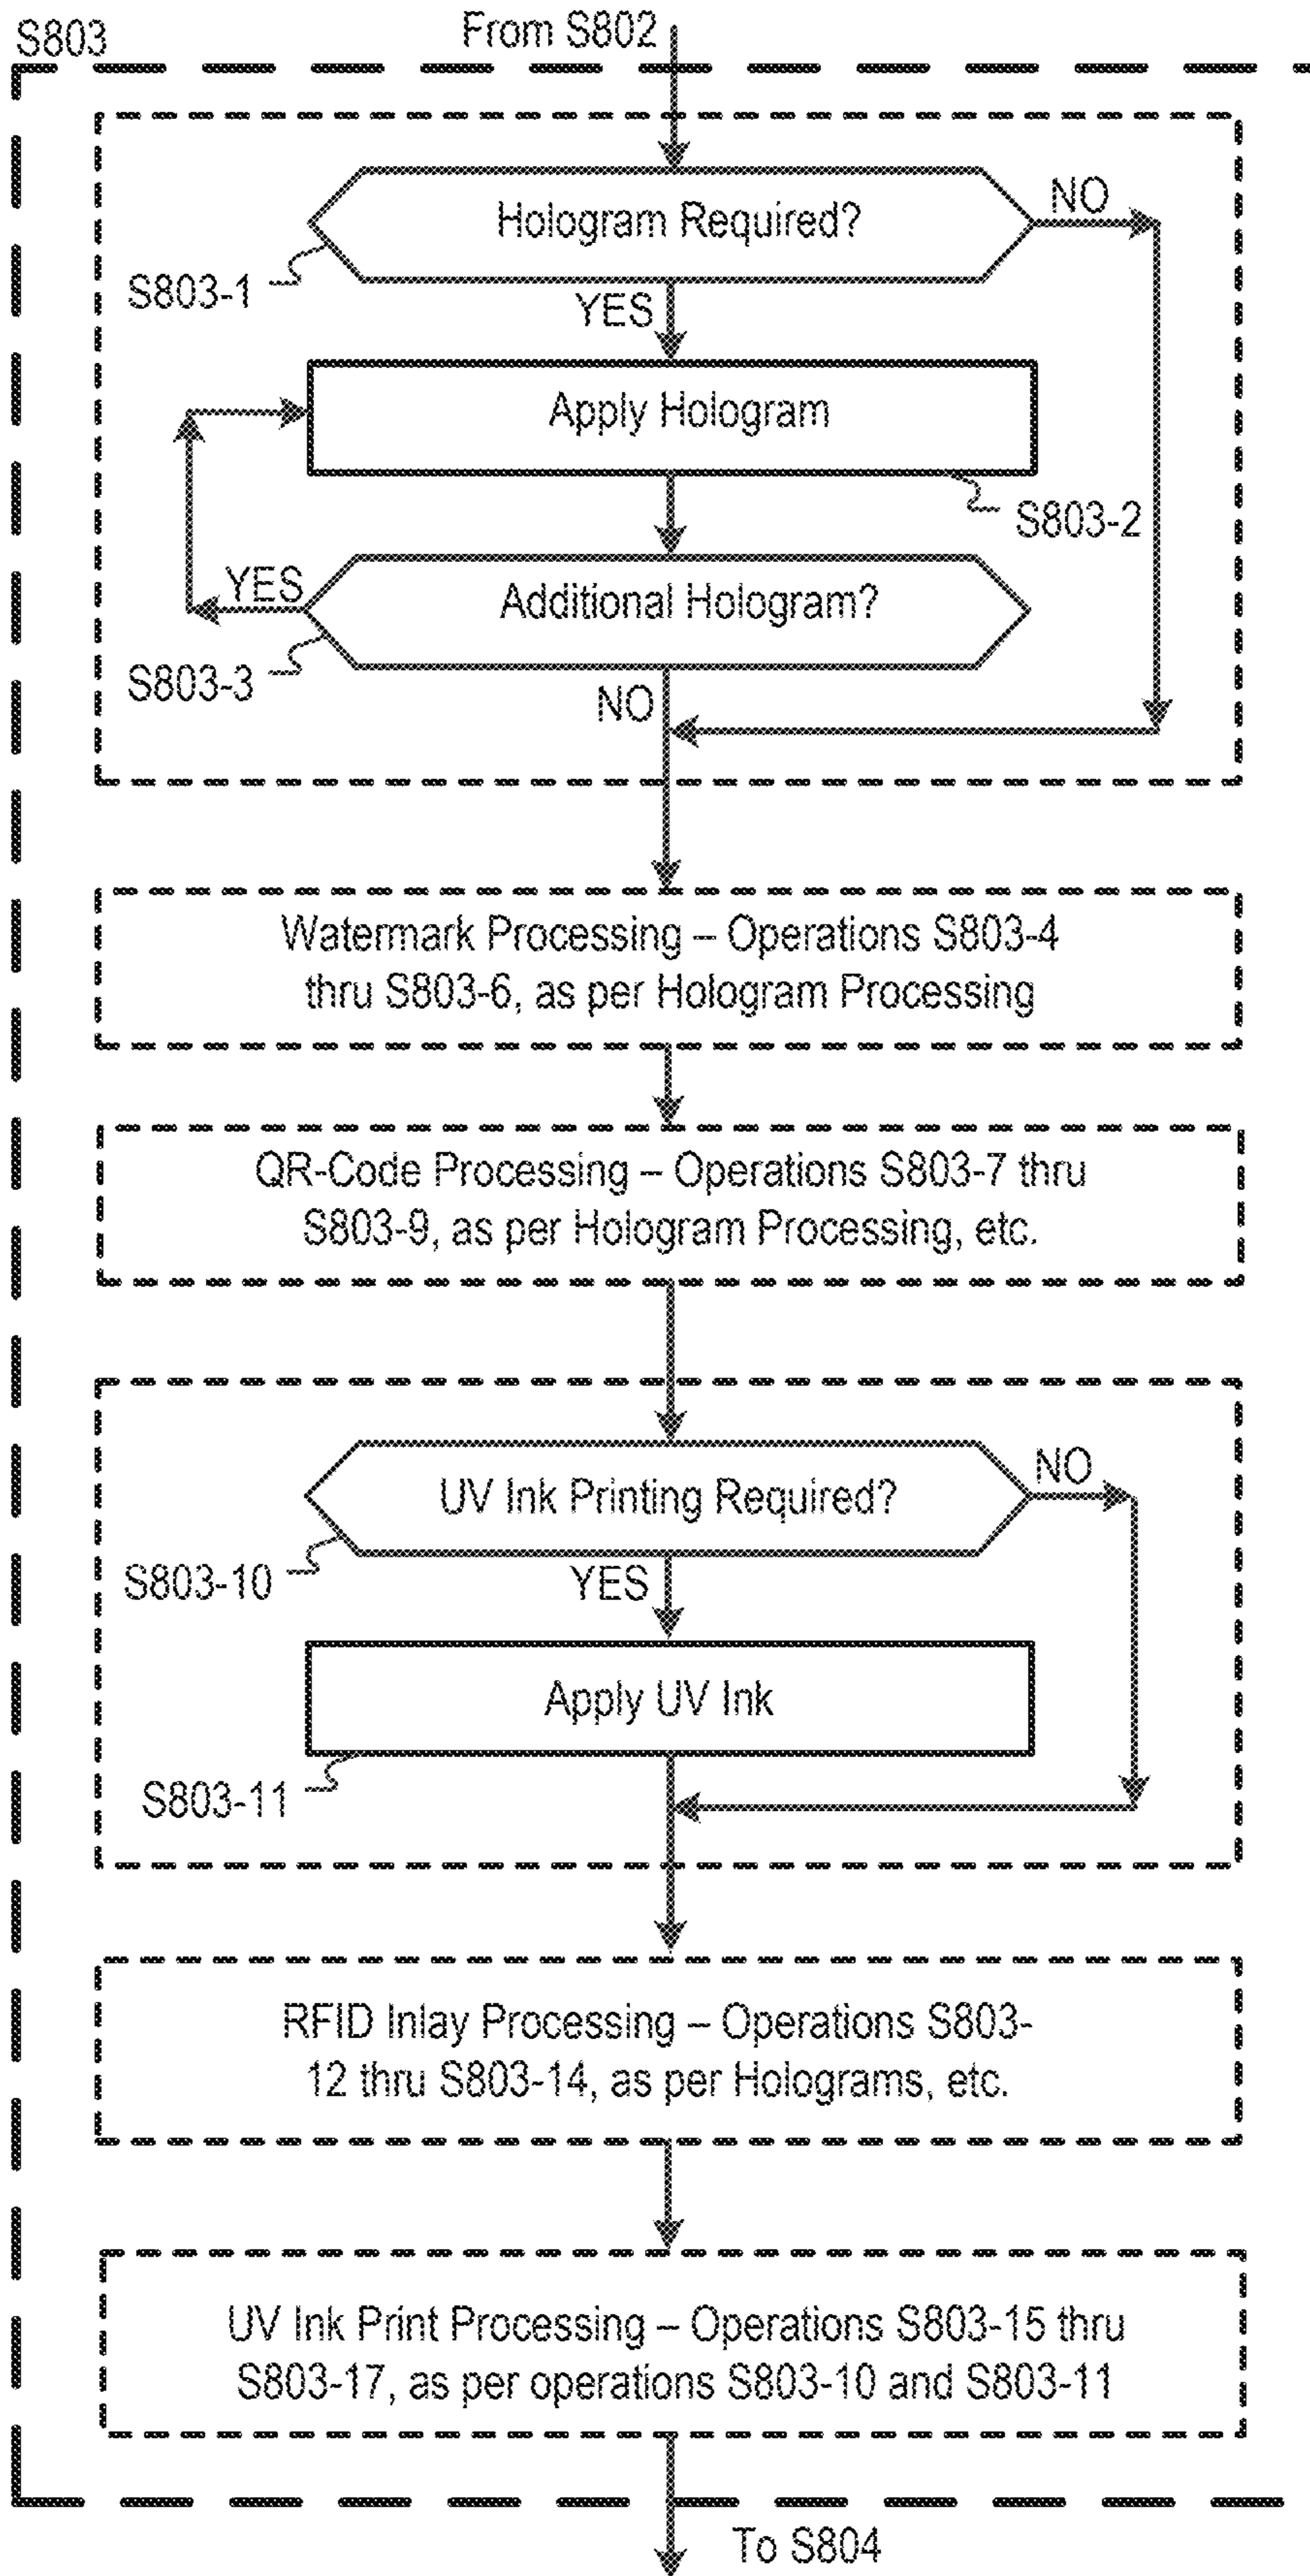 S803
From S802
Hologram Required?
NO
S803-1
YES
Apply Hologram
S803-2
YES
Additional Hologram?
S803-3
NO
Watermark Processing – Operations S803-4
thru S803-6, as per Hologram Processing
QR-Code Processing – Operations S803-7 thru
S803-9, as per Hologram Processing, etc.
UV Ink Printing Required?
NO
S803-10
YES
Apply UV Ink
S803-11
RFID Inlay Processing – Operations S803-
12 thru S803-14, as per Holograms, etc.
UV Ink Print Processing – Operations S803-15 thru
S803-17, as per operations S803-10 and S803-11
To S804